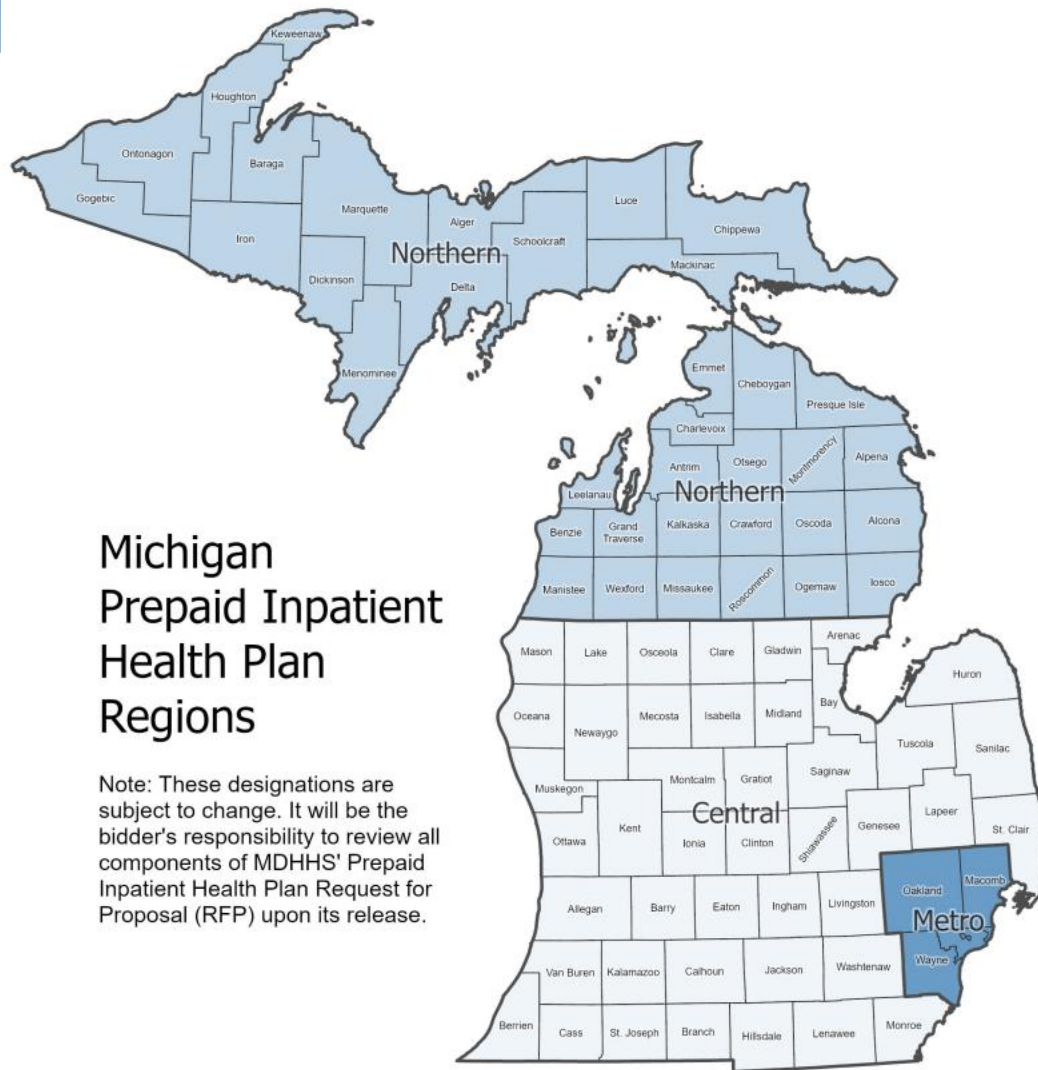 Keweenaw
Houghton
Ontonagon
Baraga
Gogebic
Marquette
Alger
Luce
Chippewa
Iron
Northern
Schoolcraft
Mackinac
Dickinson
Delta
Menominee
Emmet
Cheboygan
Presque Isle
Charlevoix
Antrim
Otsego
Montmorency
Alpena
Northern
Leelanau
Benzie
Grand
Traverse
Kalkaska
Crawford
Oscoda
Alcona
Manistee
Wexford
Missaukee
Roscommon
Ogemaw
Iosco
Michigan
Prepaid Inpatient
Health Plan
Regions
Note: These designations are
subject to change. It will be the
bidder's responsibility to review all
components of MDHHS' Prepaid
Inpatient Health Plan Request for
Proposal (RFP) upon its release.
Mason
Lake
Osceola
Clare
Gladwin
Arenac
Huron
Oceana
Newaygo
Mecosta
Isabella
Midland
Bay
Tuscola
Sanilac
Muskegon
Montcalm
Gratiot
Saginaw
Central
Ottawa
Kent
Ionia
Clinton
Shiawassee
Genesee
Lapeer
St. Clair
Allegan
Barry
Eaton
Ingham
Livingston
Oakland
Macomb
Metro
Wayne
Van Buren
Kalamazoo
Calhoun
Jackson
Washtenaw
Berrien
Cass
St. Joseph
Branch
Hillsdale
Lenawee
Monroe